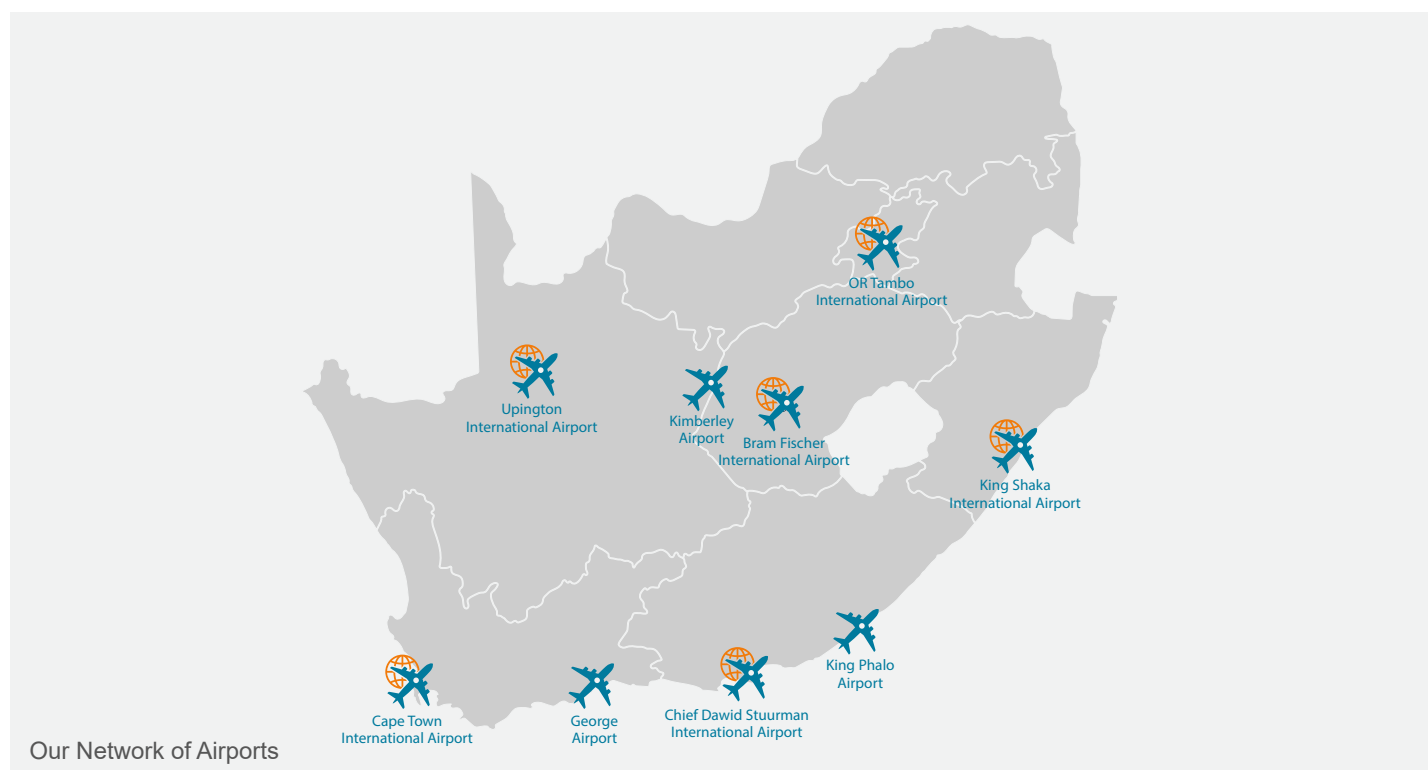 OR Tambo
International Airport
Upington
International Airport
Kimberley
Airport
Bram Fischer
International Airport
King Shaka
International Airport
King Phalo
Airport
Cape Town
International Airport
George
Airport
Chief Dawid Stuurman
International Airport
Our Network of Airports